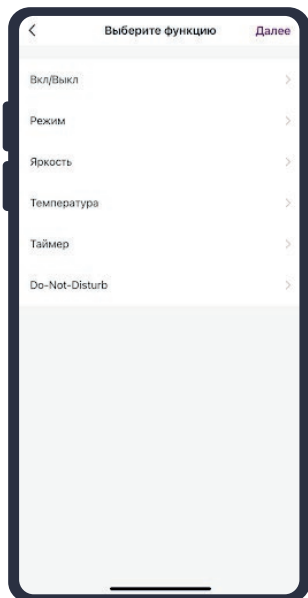 Выберите функцию Далее
Вкл/Выкл
Режим
Яркость
Температура
Таймер
Do-Not-Disturb